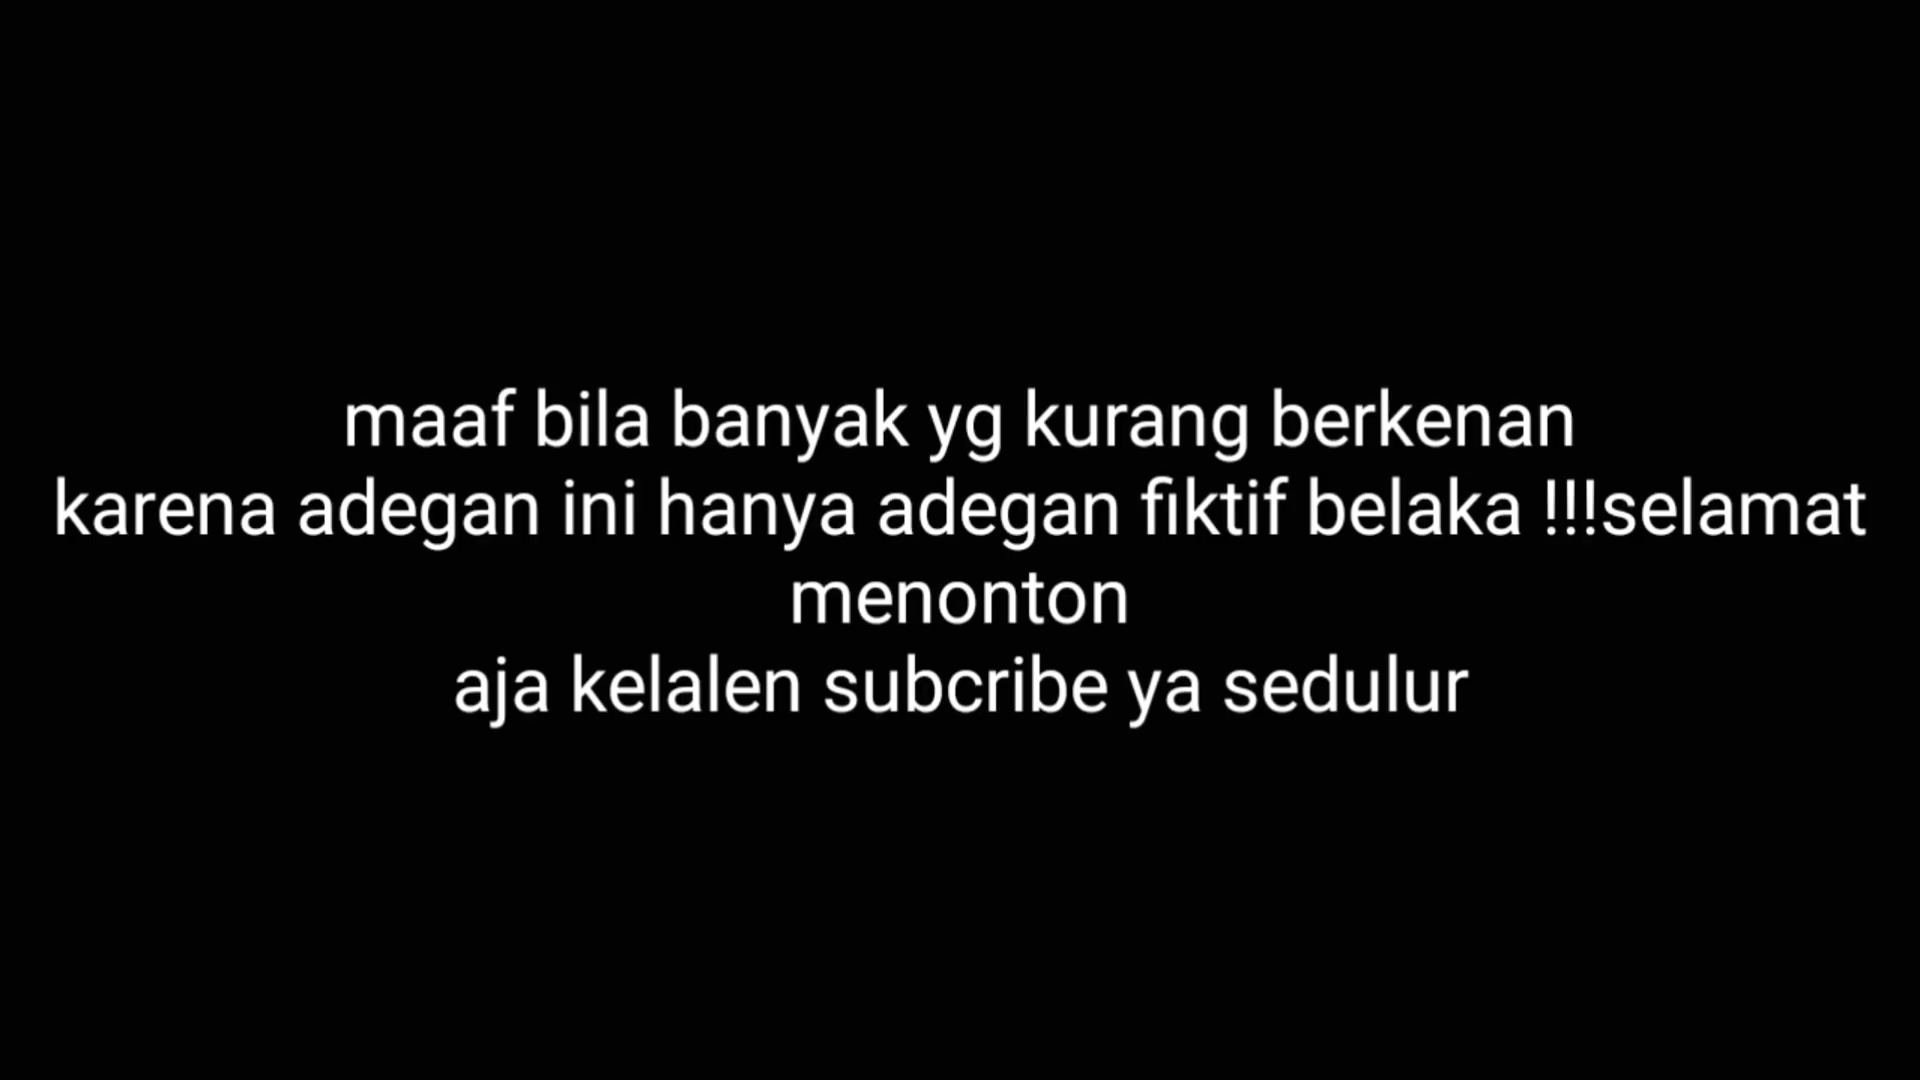 maaf bila banyak yg kurang berkenan
karena adegan ini hanya adegan fiktif belaka !!!selamat
menonton
aja kelalen subcribe ya sedulur